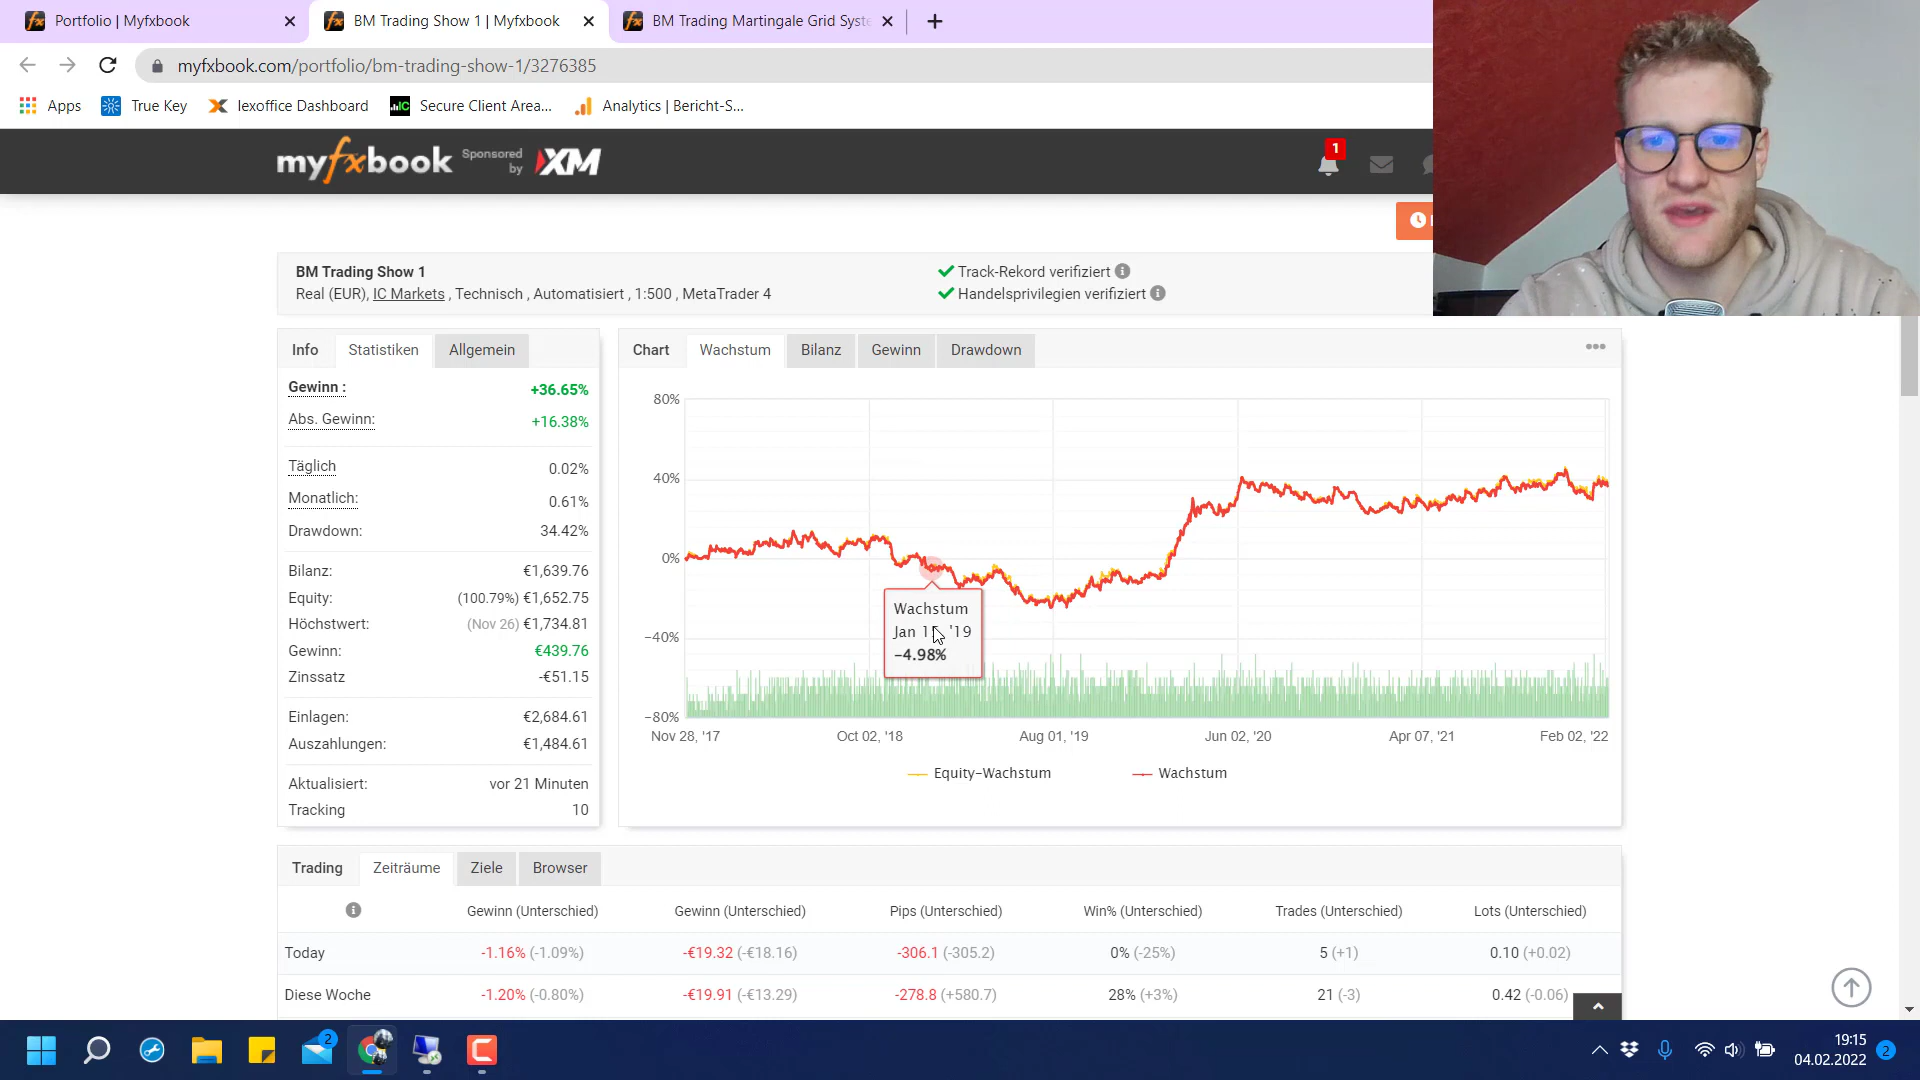 Portfolio | Myfxbook
BM Trading Show 1 | Myfxbook
BM Trading Martingale Grid Syste
myfxbook.com/portfolio/bm-trading-show-1/3276385
Apps
True Key
lexoffice Dashboard
Secure Client Area...
Analytics | Bericht-S...
myfxbook Sponsored by XM
1
BM Trading Show 1
Real (EUR), IC Markets , Technisch , Automatisiert , 1:500 , MetaTrader 4
Track-Rekord verifiziert
Handelsprivilegien verifiziert
Info Statistiken Allgemein
Gewinn : +36.65%
Abs. Gewinn: +16.38%
Täglich 0.02%
Monatlich: 0.61%
Drawdown: 34.42%
Bilanz: €1,639.76
Equity: (100.79%) €1,652.75
Höchstwert: (Nov 26) €1,734.81
Gewinn: €439.76
Zinssatz -€51.15
Einlagen: €2,684.61
Auszahlungen: €1,484.61
Aktualisiert: vor 21 Minuten
Tracking 10
Chart Wachstum Bilanz Gewinn Drawdown
80%
40%
0%
−40%
−80%
Wachstum
Jan '19
−4.98%
Nov 28, '17 Oct 02, '18 Aug 01, '19 Jun 02, '20 Apr 07, '21 Feb 02, '22
Equity−Wachstum Wachstum
Trading Zeiträume Ziele Browser
Gewinn (Unterschied) Gewinn (Unterschied) Pips (Unterschied) Win% (Unterschied) Trades (Unterschied) Lots (Unterschied)
Today -1.16% (-1.09%) -€19.32 (-€18.16) -306.1 (-305.2) 0% (-25%) 5 (+1) 0.10 (+0.02)
Diese Woche -1.20% (-0.80%) -€19.91 (-€13.29) -278.8 (+580.7) 28% (+3%) 21 (-3) 0.42 (-0.06)
2
19:15
04.02.2022
2